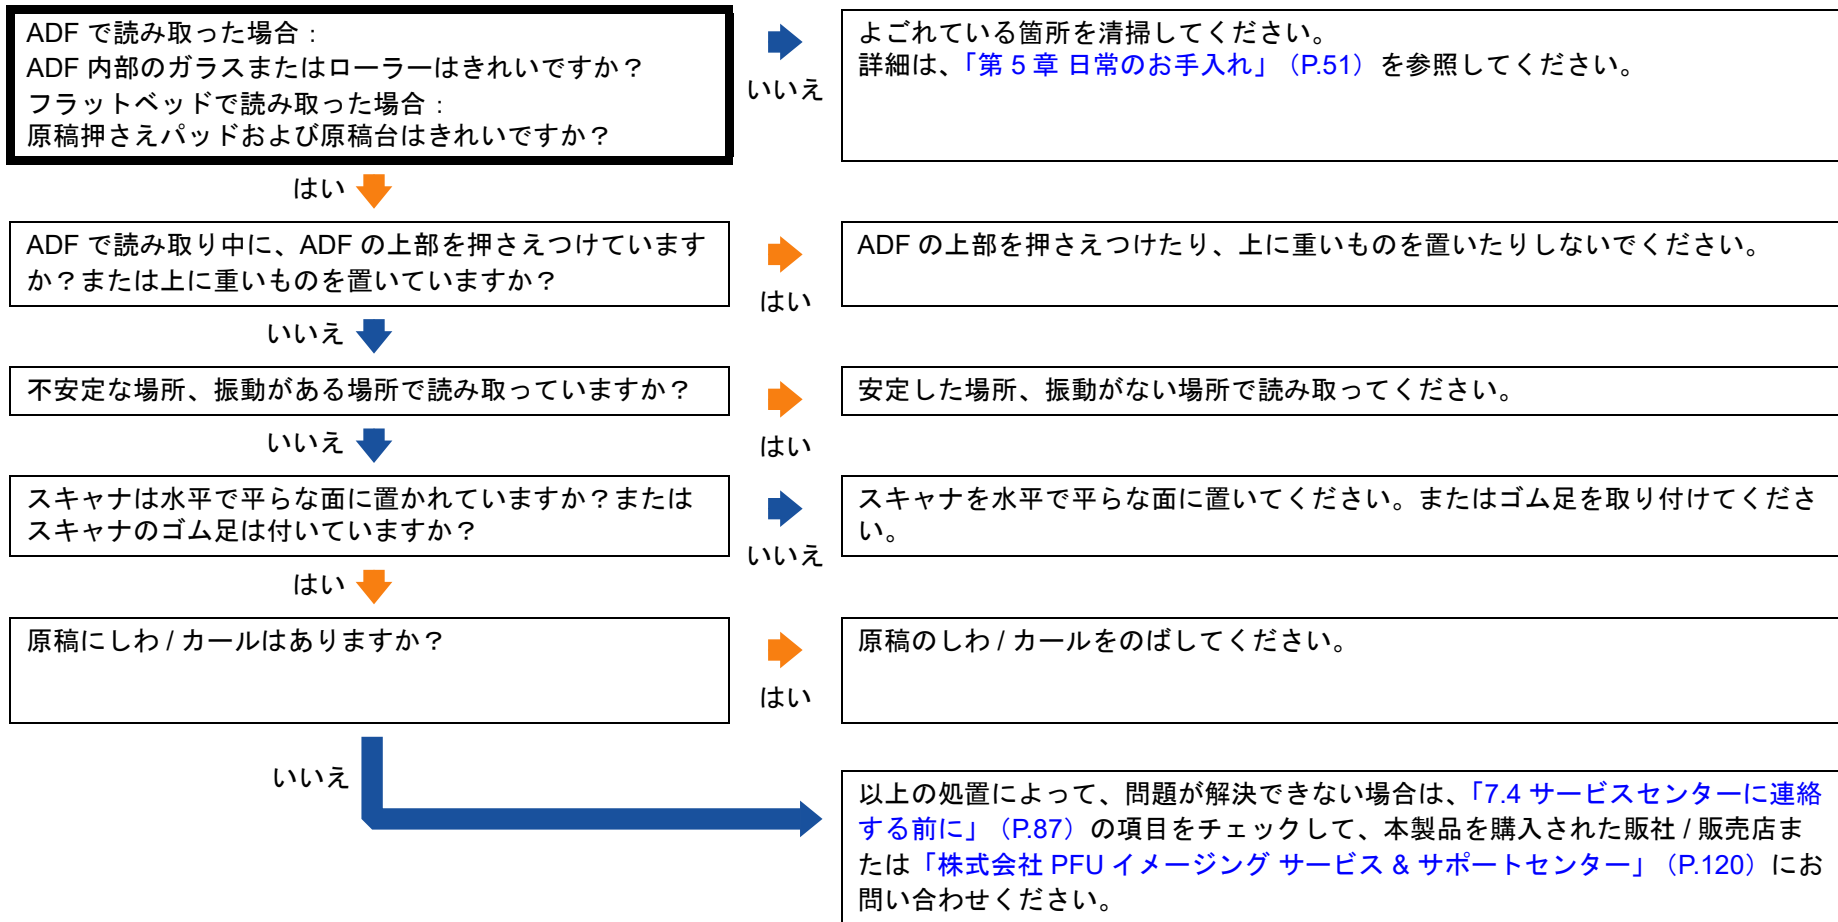 ADF で読み取った場合：
ADF 内部のガラスまたはローラーはきれいですか？
フラットベッドで読み取った場合：
原稿押さえパッドおよび原稿台はきれいですか？
いいえ
よごれている箇所を清掃してください。
詳細は、「第 5 章 日常のお手入れ」（P.51）を参照してください。
はい
ADF で読み取り中に、ADF の上部を押さえつけています
か？または上に重いものを置いていますか？
はい
ADF の上部を押さえつけたり、上に重いものを置いたりしないでください。
いいえ
不安定な場所、振動がある場所で読み取っていますか？
はい
安定した場所、振動がない場所で読み取ってください。
いいえ
スキャナは水平で平らな面に置かれていますか？または
スキャナのゴム足は付いていますか？
いいえ
スキャナを水平で平らな面に置いてください。またはゴム足を取り付けてくださ
い。
はい
原稿にしわ / カールはありますか？
はい
原稿のしわ / カールをのばしてください。
いいえ
以上の処置によって、問題が解決できない場合は、「7.4 サービスセンターに連絡
する前に」（P.87）の項目をチェックして、本製品を購入された販社 / 販売店ま
たは「株式会社 PFU イメージング サービス & サポートセンター」（P.120）にお
問い合わせください。